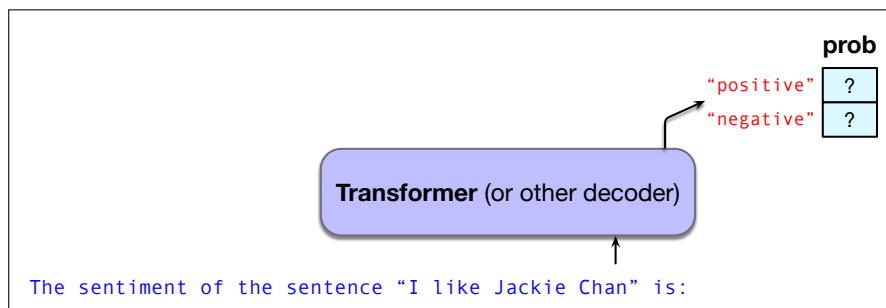 prob
“positive” ?
“negative” ?
Transformer (or other decoder)
The sentiment of the sentence “I like Jackie Chan” is: